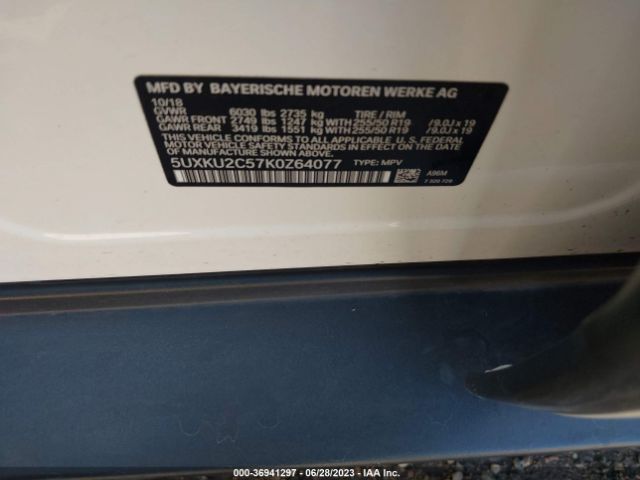 MFD BY BAYERISCHE MOTOREN WERKE AG
10/18
GVWR 6030 lbs 2735 kg TIRE / RIM
GAWR FRONT 2749 lbs 1247 kg WITH 255/50 R19 / 9.0J x 19
GAWR REAR 3419 lbs 1551 kg WITH 255/50 R19 / 9.0J x 19
THIS VEHICLE CONFORMS TO ALL APPLICABLE U. S. FEDERAL
MOTOR VEHICLE SAFETY STANDARDS IN EFFECT ON THE DATE OF
MANUFACTURE SHOWN ABOVE.
5UXKU2C57K0Z64077 TYPE: MPV
A96M
7 320 729
000-36941297 - 06/28/2023 - IAA Inc.